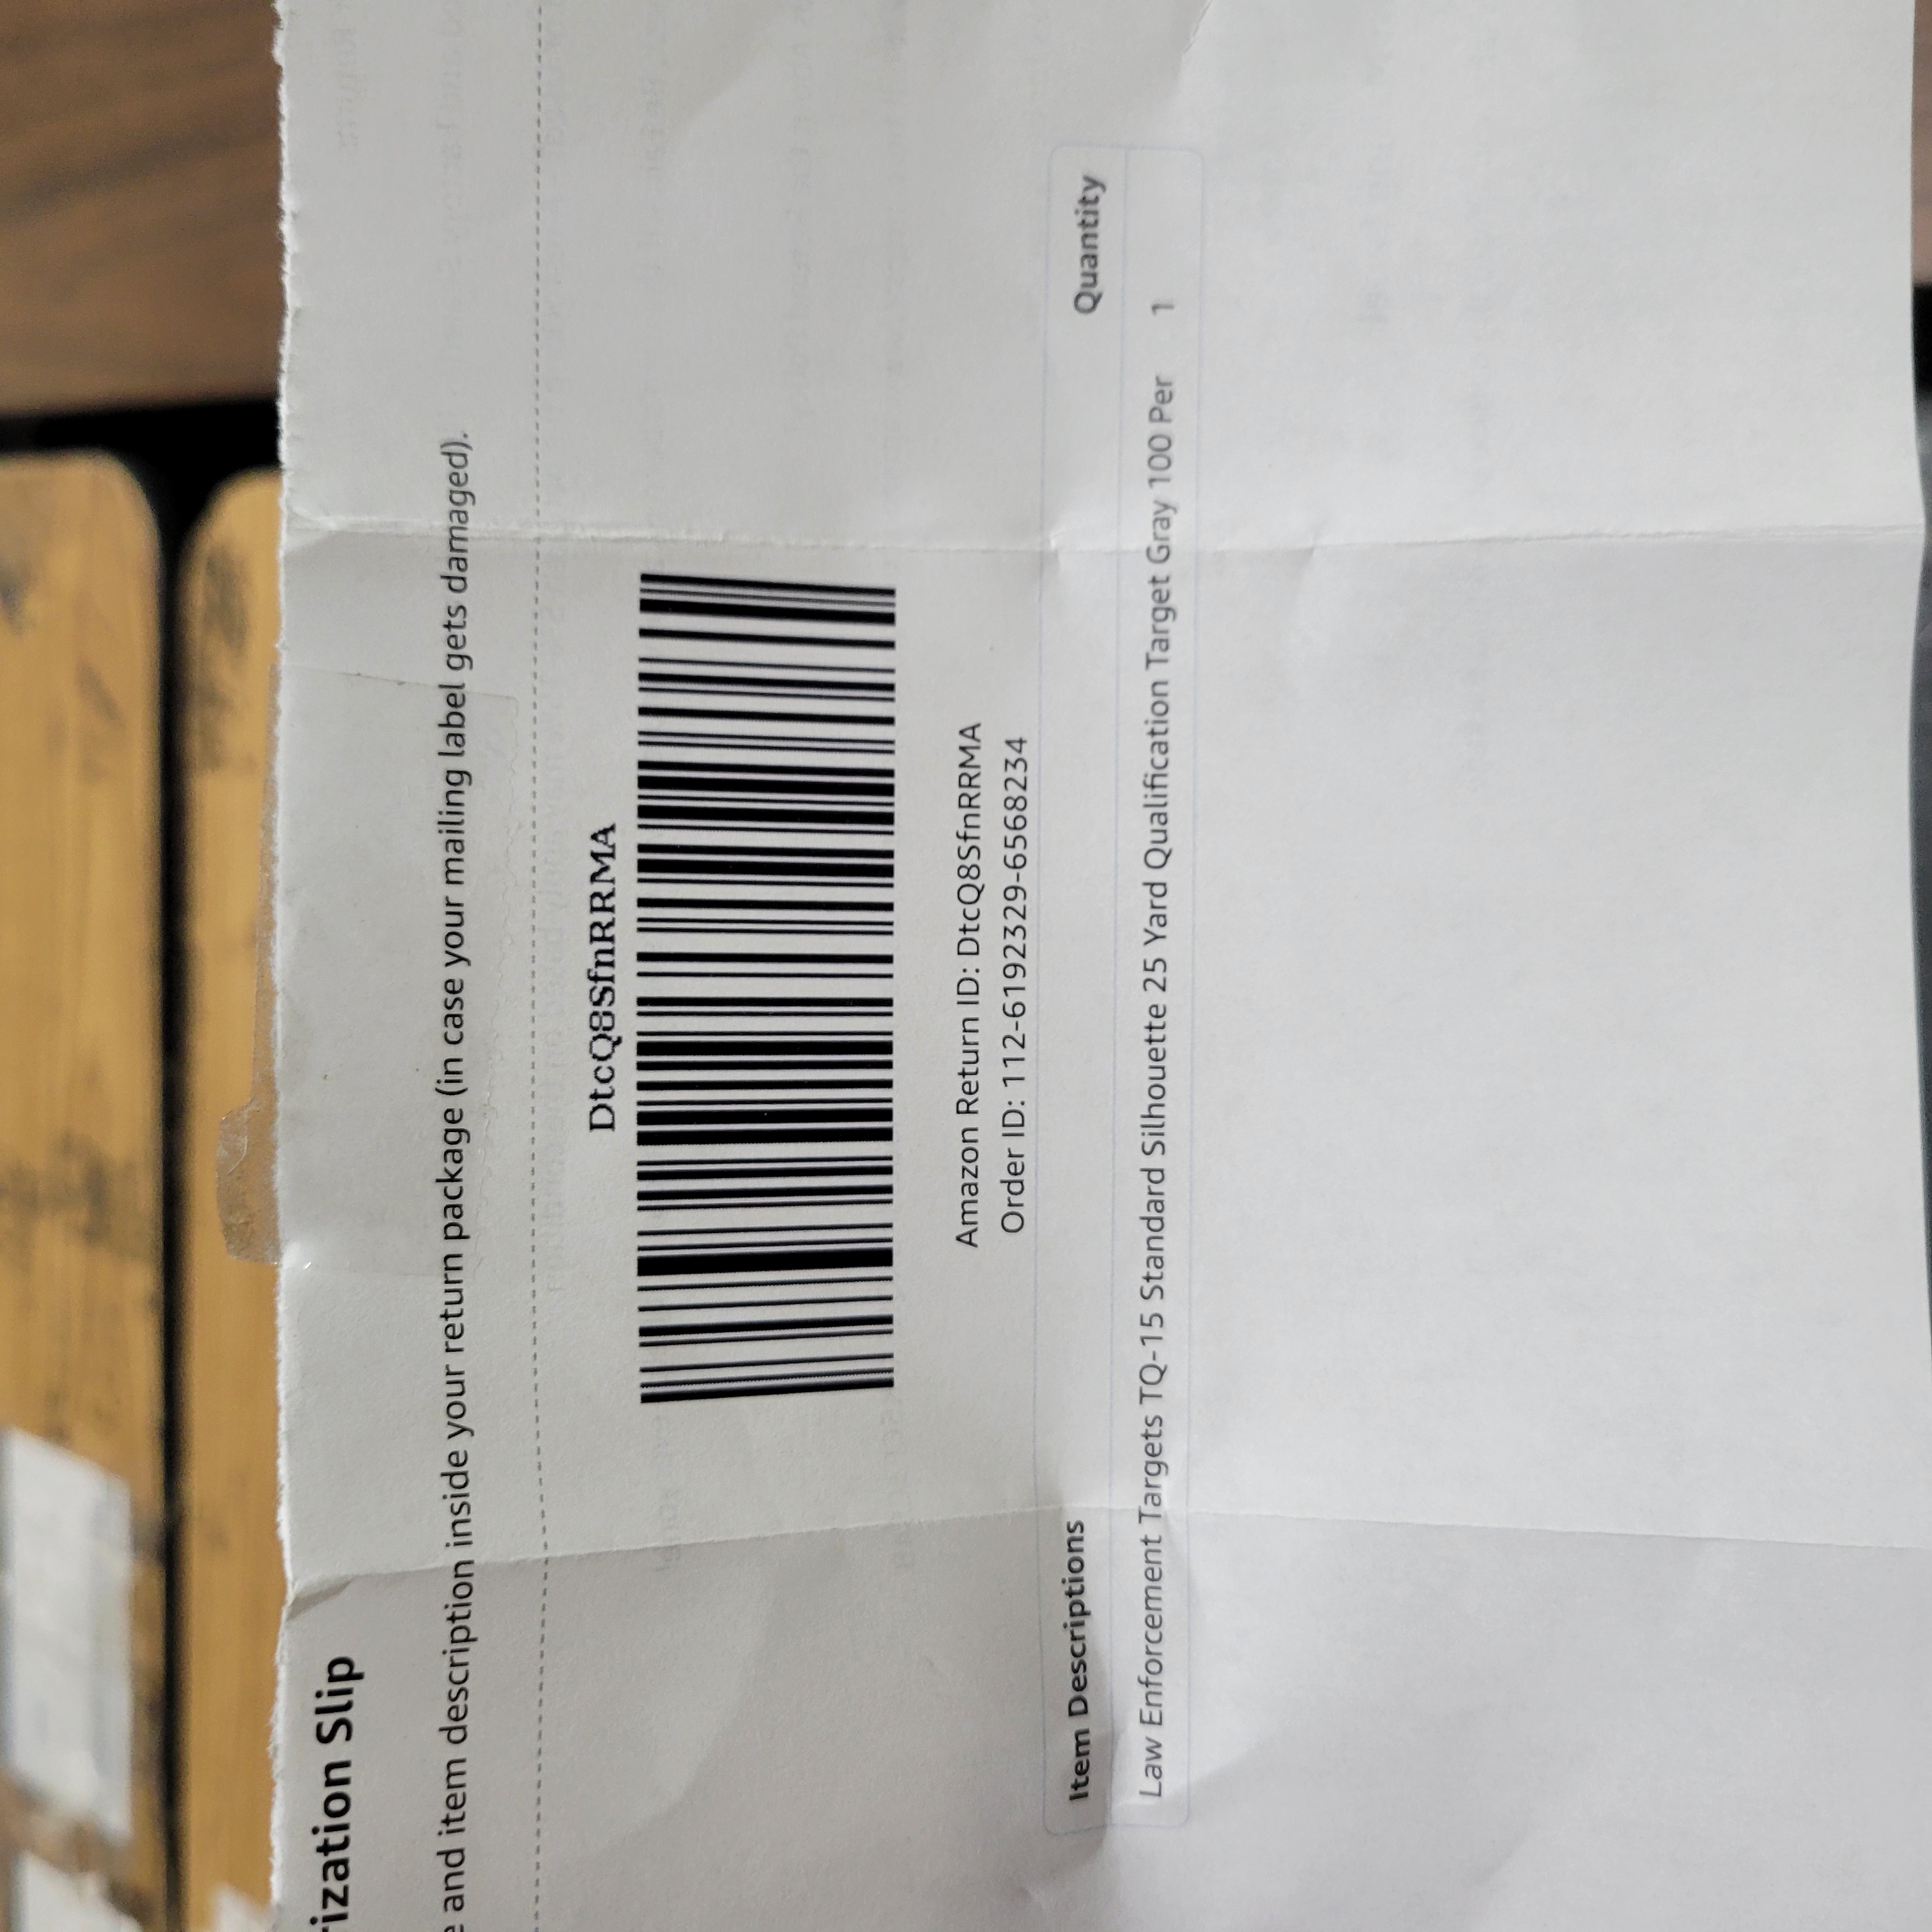 rization Slip
and item description inside your return package (in case your mailing label gets damaged).
DtcQ8SfnRRMA
Amazon Return ID: DtcQ8SfnRRMA
Order ID: 112-6192329-6568234
Item Descriptions Quantity
Law Enforcement Targets TQ-15 Standard Silhouette 25 Yard Qualification Target Gray 100 Per 1